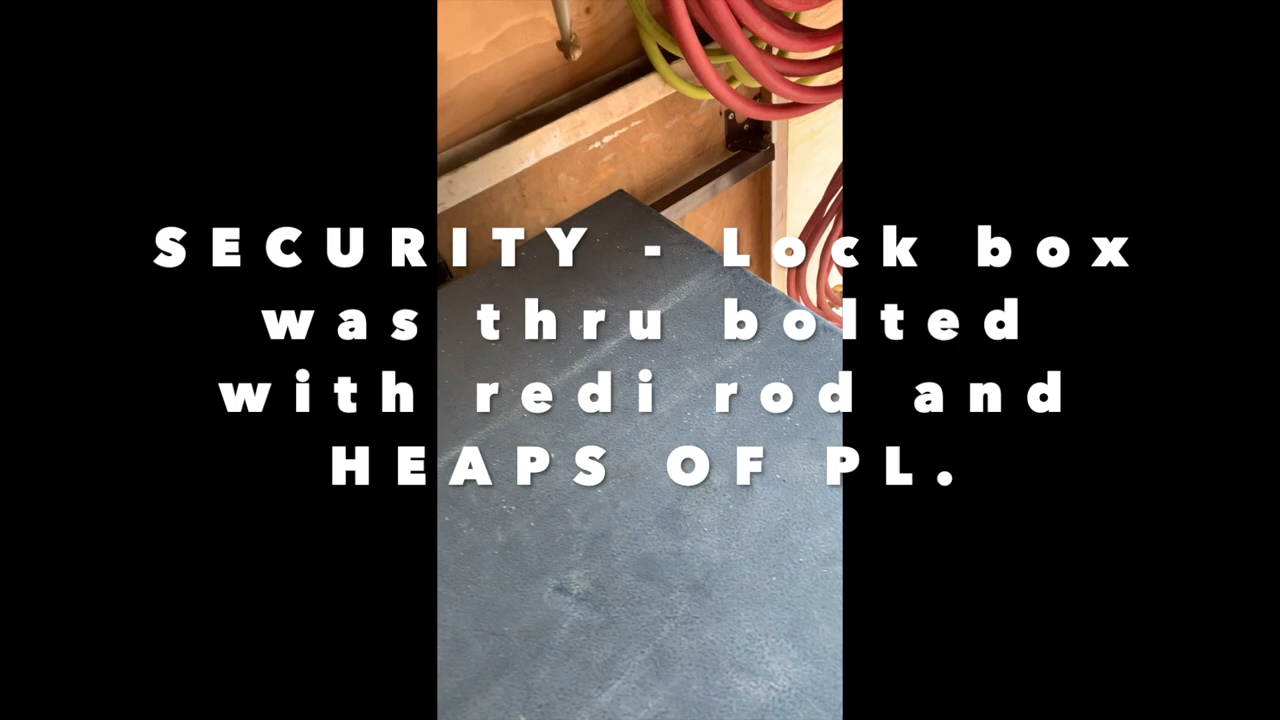 SECURITY - Lock box
was thru bolted
with redi rod and
HEAPS OF PL.